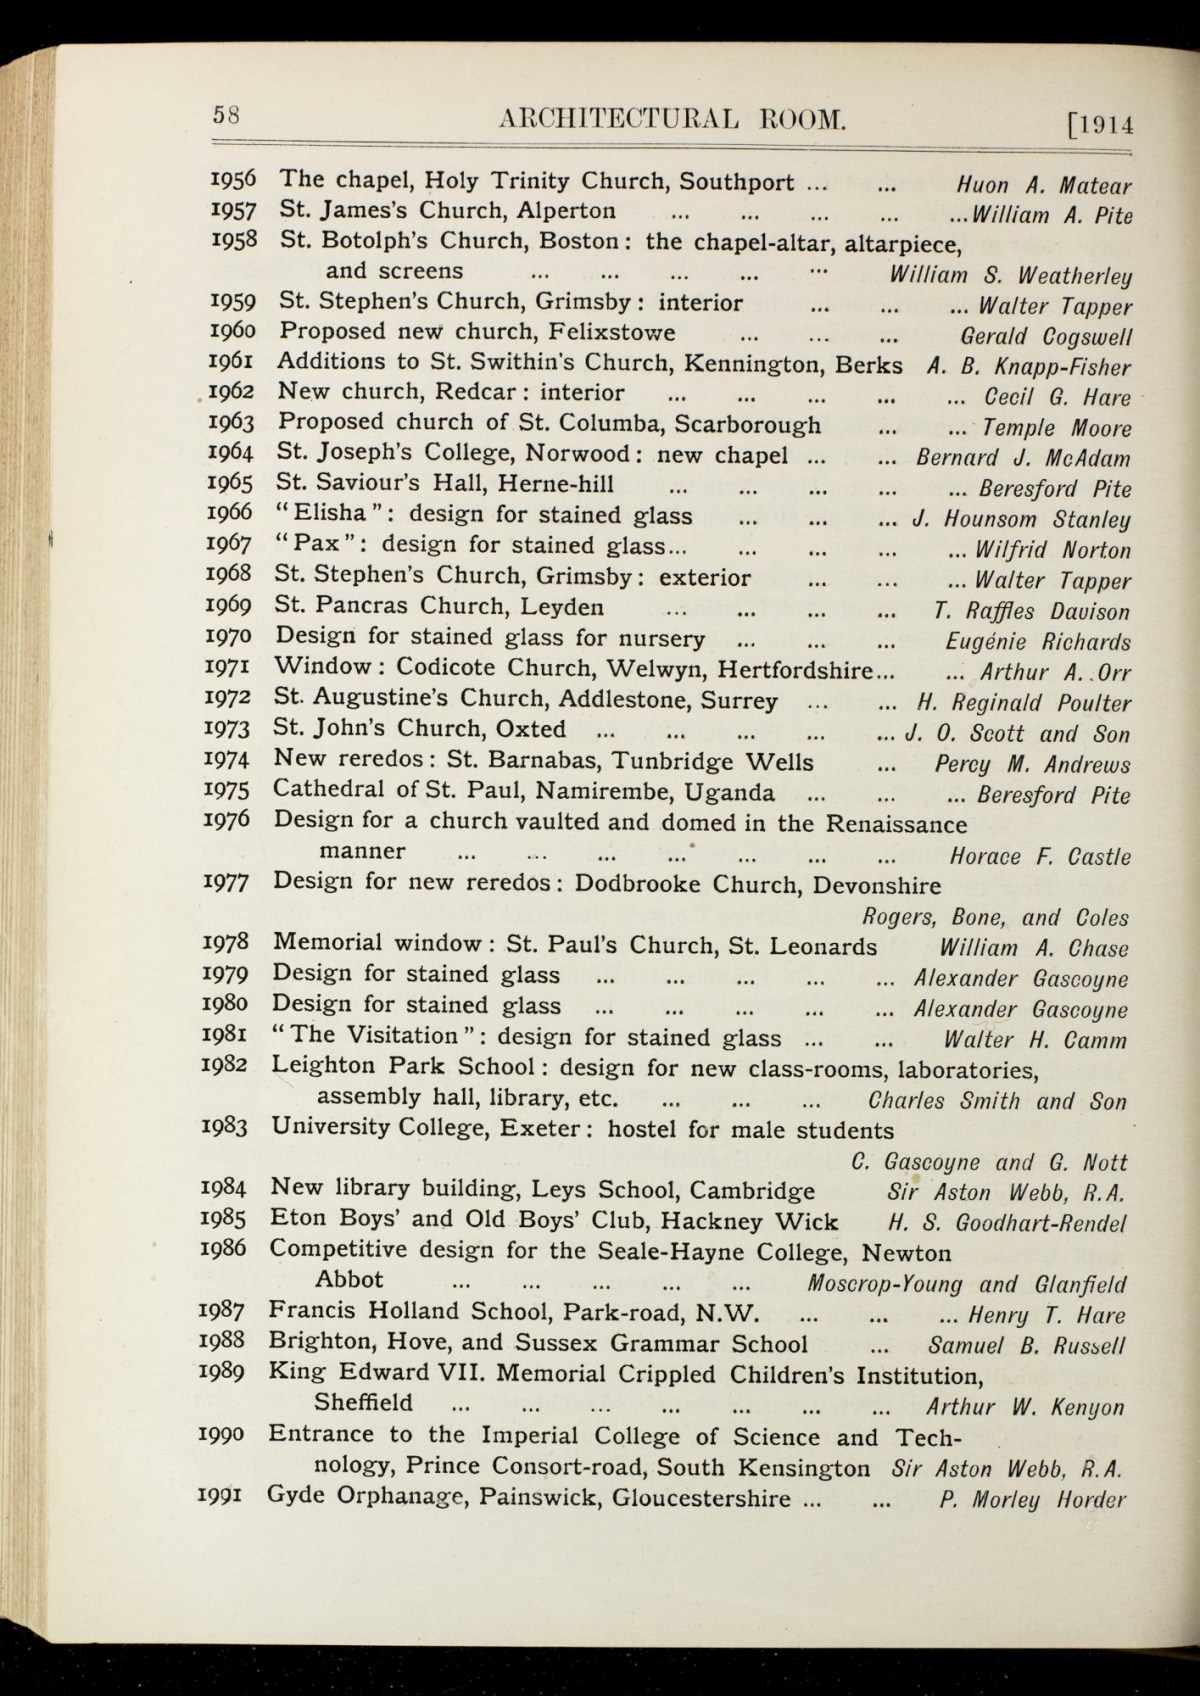 58 ARCHITECTURAL ROOM. [1914
1956 The chapel, Holy Trinity Church, Southport ... ... Huon A. Matear
1957 St. James's Church, Alperton ... ... ... ... ... William A. Pite
1958 St. Botolph's Church, Boston : the chapel-altar, altarpiece,
and screens ... ... ... ... ... William S. Weatherley
1959 St. Stephen's Church, Grimsby : interior ... ... ... Walter Tapper
1960 Proposed new church, Felixstowe ... ... ... Gerald Cogswell
1961 Additions to St. Swithin's Church, Kennington, Berks A. B. Knapp-Fisher
1962 New church, Redcar : interior ... ... ... ... ... Cecil G. Hare
1963 Proposed church of St. Columba, Scarborough ... ... Temple Moore
1964 St. Joseph's College, Norwood : new chapel ... ... Bernard J. McAdam
1965 St. Saviour's Hall, Herne-hill ... ... ... ... ... Beresford Pite
1966 "Elisha" : design for stained glass ... ... ... J. Hounsom Stanley
1967 "Pax" : design for stained glass... ... ... ... ... Wilfrid Norton
1968 St. Stephen's Church, Grimsby : exterior ... ... ... Walter Tapper
1969 St. Pancras Church, Leyden ... ... ... ... T. Raffles Davison
1970 Design for stained glass for nursery ... ... ... Eugénie Richards
1971 Window : Codicote Church, Welwyn, Hertfordshire... ... Arthur A. Orr
1972 St. Augustine's Church, Addlestone, Surrey ... ... H. Reginald Poulter
1973 St. John's Church, Oxted ... ... ... ... ... J. O. Scott and Son
1974 New reredos : St. Barnabas, Tunbridge Wells ... Percy M. Andrews
1975 Cathedral of St. Paul, Namirembe, Uganda ... ... ... Beresford Pite
1976 Design for a church vaulted and domed in the Renaissance
manner ... ... ... ... ... ... ... Horace F. Castle
1977 Design for new reredos : Dodbrooke Church, Devonshire
Rogers, Bone, and Coles
1978 Memorial window : St. Paul's Church, St. Leonards William A. Chase
1979 Design for stained glass ... ... ... ... ... Alexander Gascoyne
1980 Design for stained glass ... ... ... ... ... Alexander Gascoyne
1981 "The Visitation" : design for stained glass ... ... Walter H. Camm
1982 Leighton Park School : design for new class-rooms, laboratories,
assembly hall, library, etc. ... ... ... Charles Smith and Son
1983 University College, Exeter : hostel for male students
C. Gascoyne and G. Nott
1984 New library building, Leys School, Cambridge Sir Aston Webb, R.A.
1985 Eton Boys' and Old Boys' Club, Hackney Wick H. S. Goodhart-Rendel
1986 Competitive design for the Seale-Hayne College, Newton
Abbot ... ... ... ... ... Moscrop-Young and Glanfield
1987 Francis Holland School, Park-road, N.W. ... ... ... Henry T. Hare
1988 Brighton, Hove, and Sussex Grammar School ... Samuel B. Russell
1989 King Edward VII. Memorial Crippled Children's Institution,
Sheffield ... ... ... ... ... ... ... Arthur W. Kenyon
1990 Entrance to the Imperial College of Science and Tech-
nology, Prince Consort-road, South Kensington Sir Aston Webb, R.A.
1991 Gyde Orphanage, Painswick, Gloucestershire ... ... P. Morley Horder